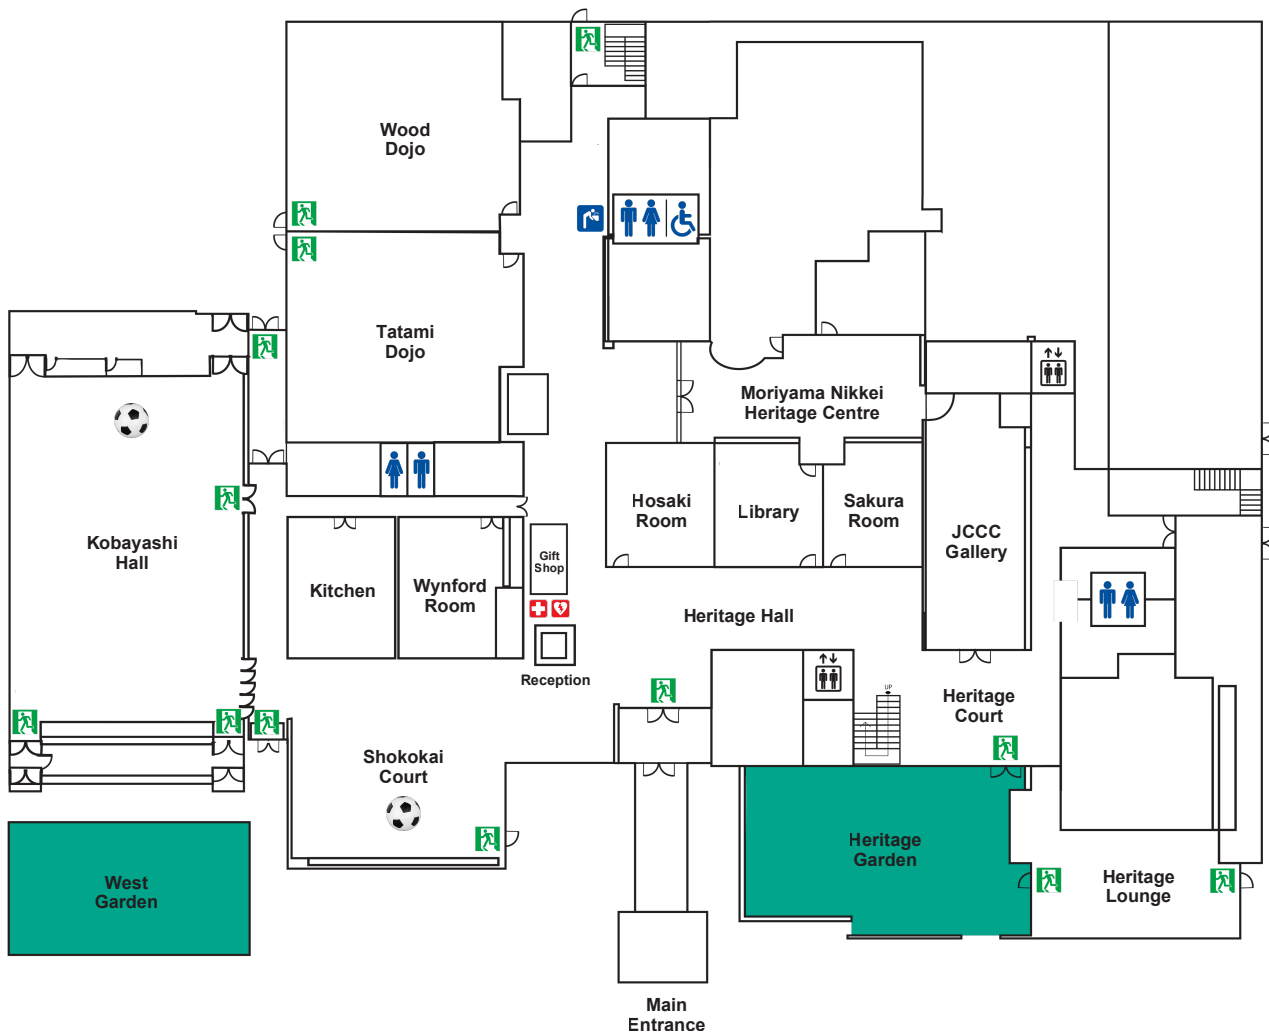 Wood
Dojo
Tatami
Dojo
Moriyama Nikkei
Heritage Centre
Hosaki
Room
Library
Sakura
Room
JCCC
Gallery
Kobayashi
Hall
Kitchen
Wynford
Room
Gift
Shop
Heritage Hall
Reception
UP
Heritage
Court
Shokokai
Court
Heritage
Garden
West
Garden
Heritage
Lounge
Main
Entrance